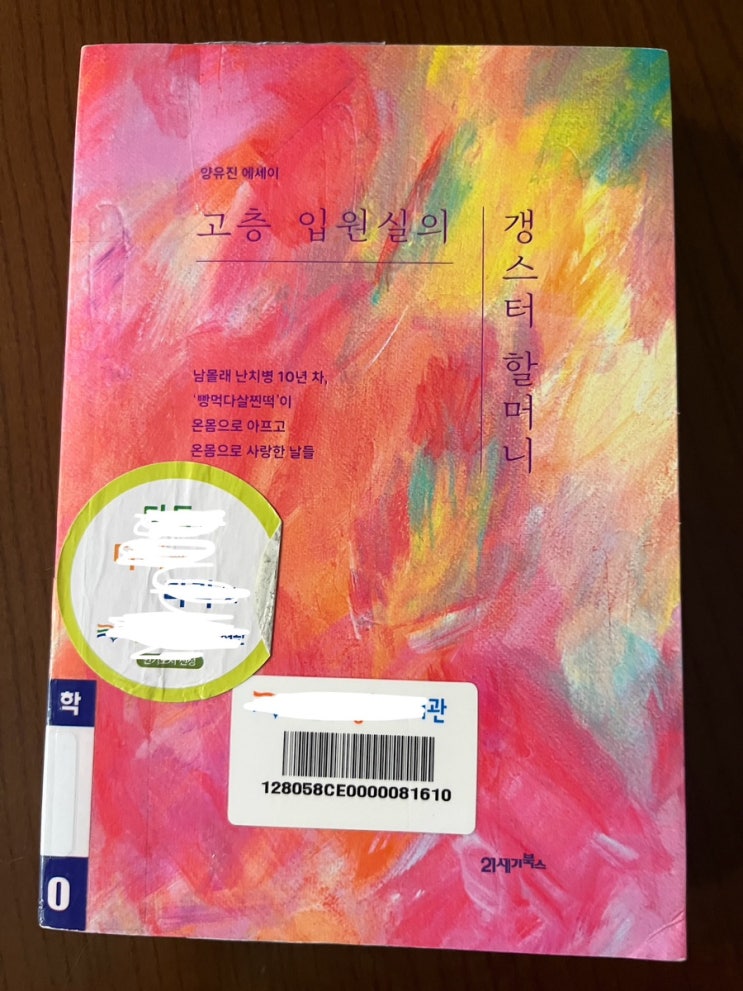 양유진 에세이
고층 입원실의
갱스터 할머니
남몰래 난치병 10년 차,
'빵먹다살찐떡'이
온몸으로 아프고
온몸으로 사랑한 날들
학
관
128058CE0000081610
0
21세기북스